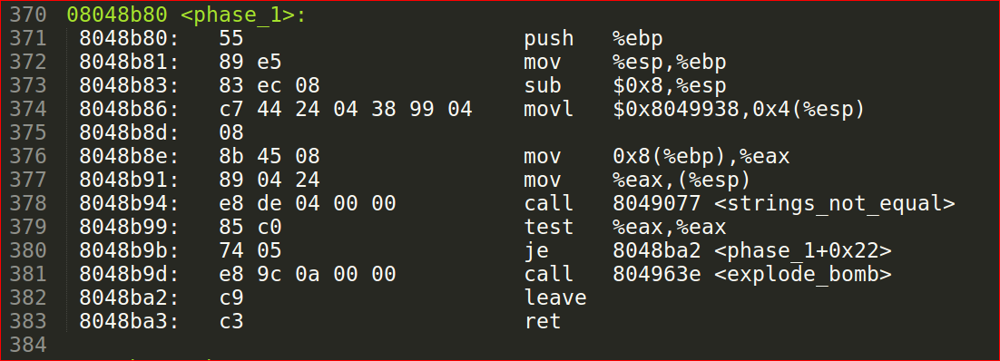 370 08048b80 <phase_1>:
371 8048b80: 55 push %ebp
372 8048b81: 89 e5 mov %esp,%ebp
373 8048b83: 83 ec 08 sub $0x8,%esp
374 8048b86: c7 44 24 04 38 99 04 movl $0x8049938,0x4(%esp)
375 8048b8d: 08
376 8048b8e: 8b 45 08 mov 0x8(%ebp),%eax
377 8048b91: 89 04 24 mov %eax,(%esp)
378 8048b94: e8 de 04 00 00 call 8049077 <strings_not_equal>
379 8048b99: 85 c0 test %eax,%eax
380 8048b9b: 74 05 je 8048ba2 <phase_1+0x22>
381 8048b9d: e8 9c 0a 00 00 call 804963e <explode_bomb>
382 8048ba2: c9 leave
383 8048ba3: c3 ret
384